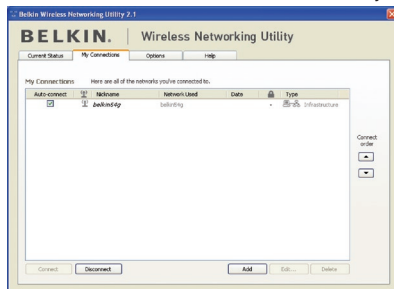 Belkin Wireless Networking Utility 2.1
BELKIN. Wireless Networking Utility
Current Status My Connections Options Help
My Connections Here are all of the networks you've connected to.
Auto-connect Nickname Network Used Date Type
belkin54g belkin54g - Infrastructure
Connect
order
Connect Disconnect Add Edit... Delete